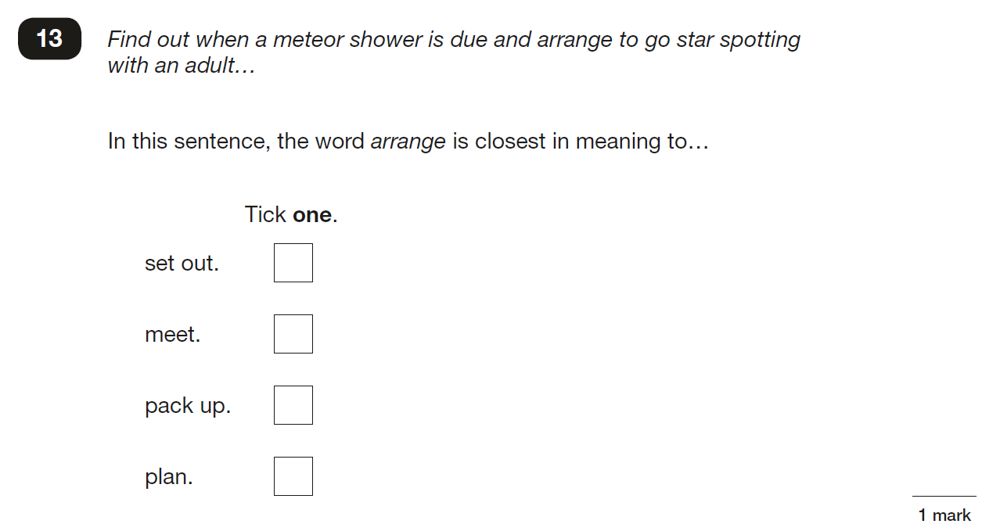 13
Find out when a meteor shower is due and arrange to go star spotting
with an adult…
In this sentence, the word arrange is closest in meaning to…
Tick one.
set out.
meet.
pack up.
plan.
1 mark